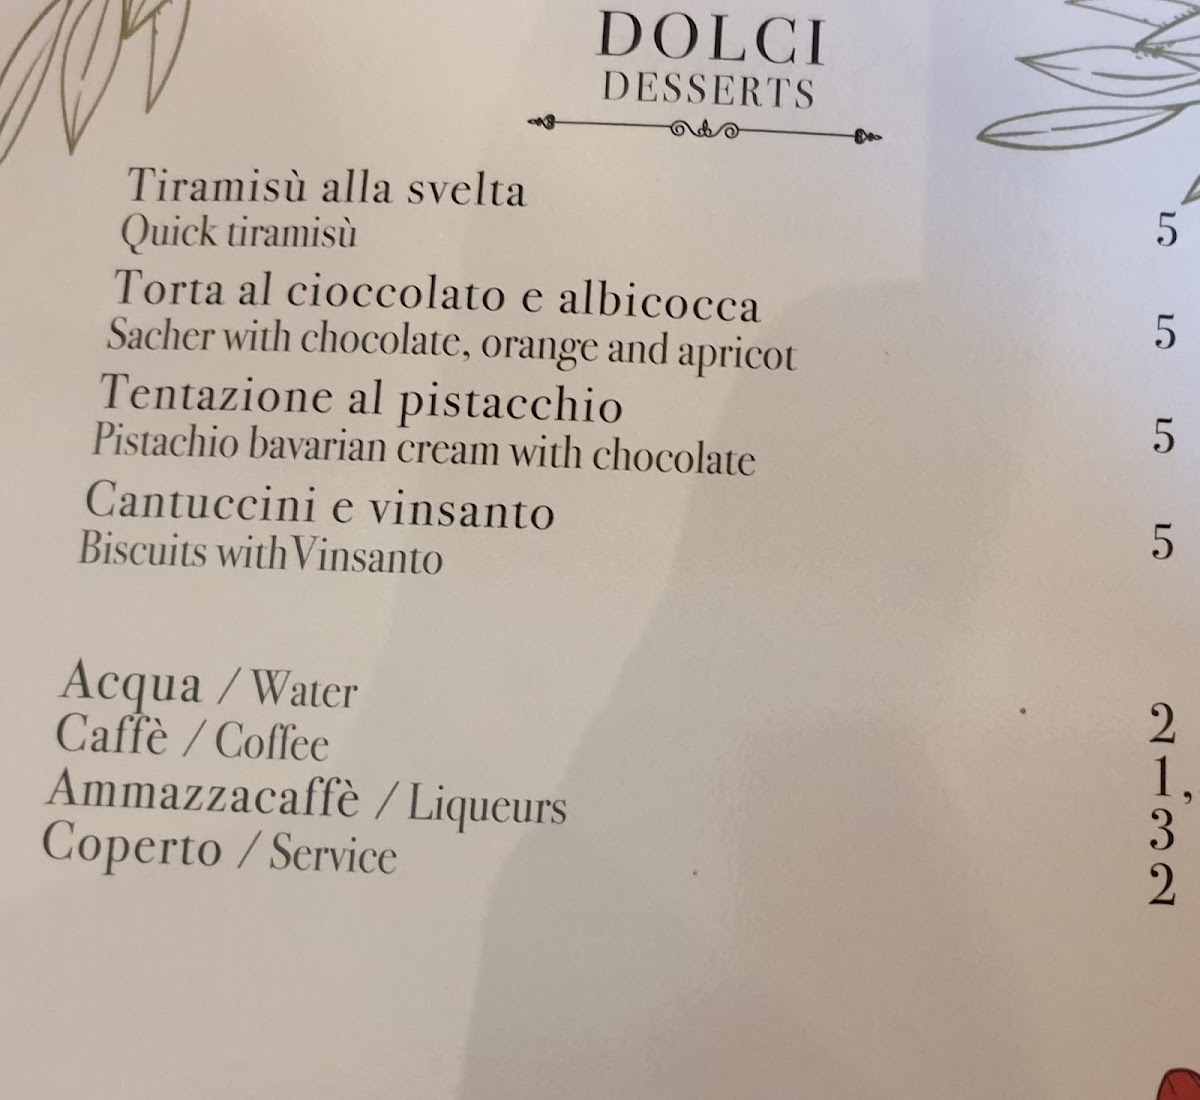 DOLCI
DESSERTS
Tiramisù alla svelta
Quick tiramisù 5
Torta al cioccolato e albicocca
Sacher with chocolate, orange and apricot 5
Tentazione al pistacchio
Pistachio bavarian cream with chocolate 5
Cantuccini e vinsanto
Biscuits with Vinsanto 5
Acqua / Water 2
Caffè / Coffee 1,
Ammazzacaffè / Liqueurs 3
Coperto / Service 2